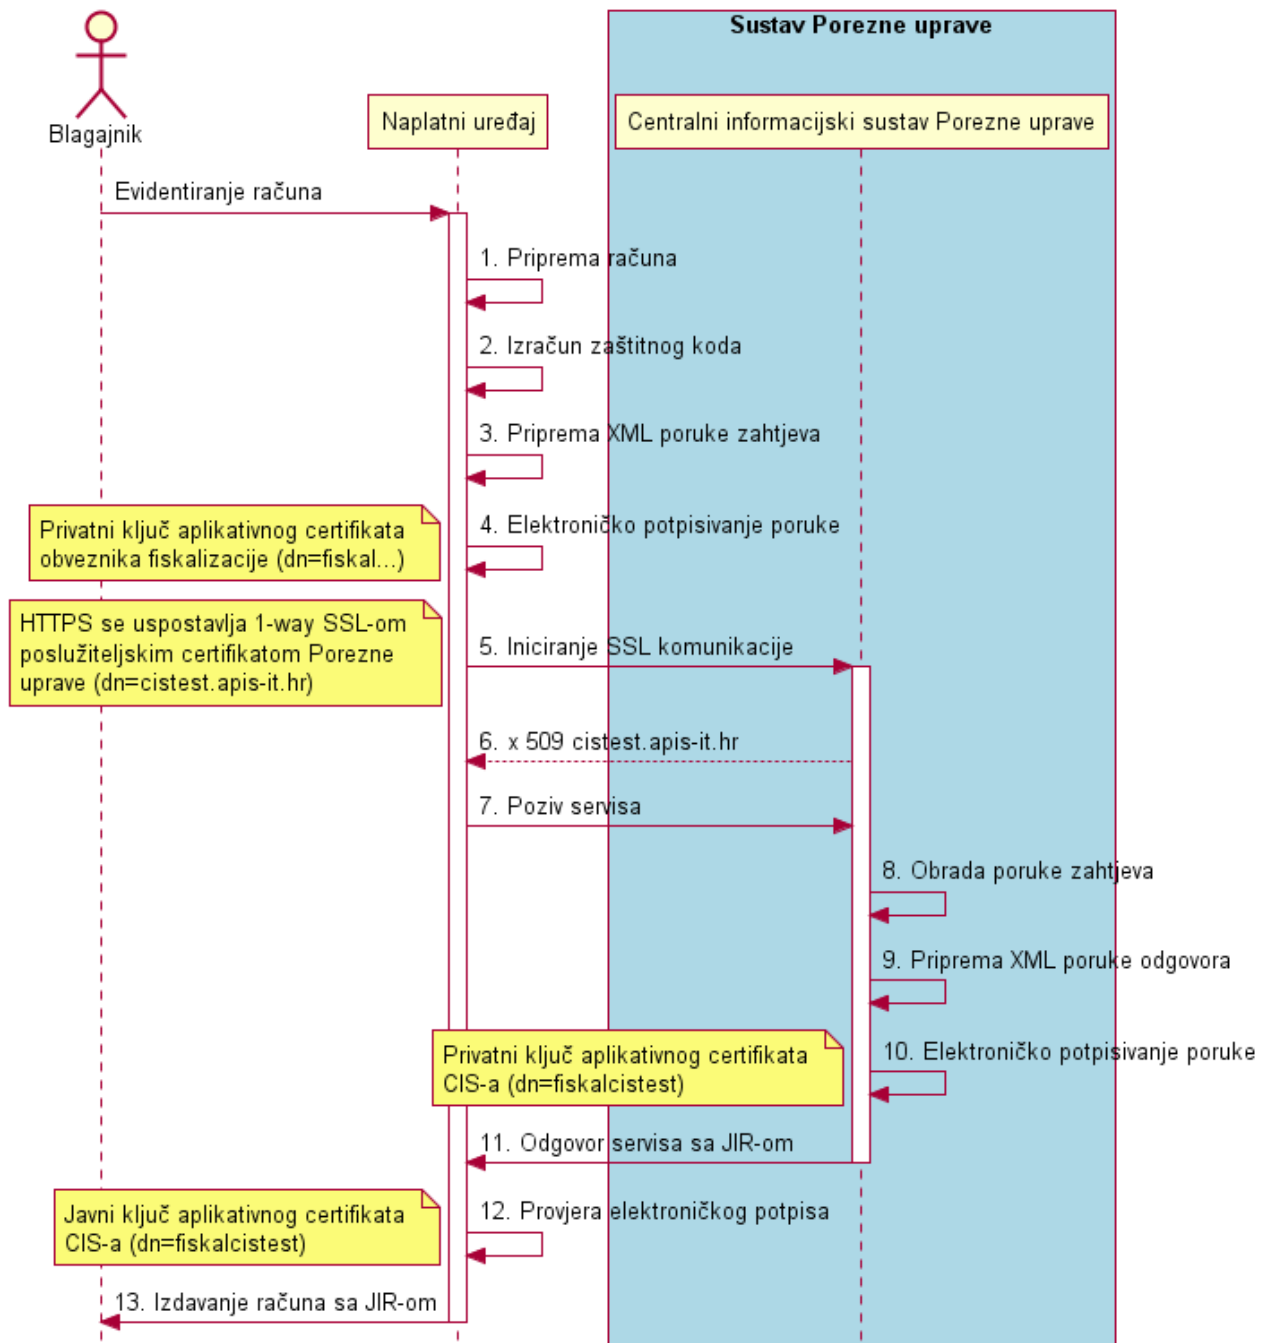 Sustav Porezne uprave
Blagajnik
Naplatni uređaj
Centralni informacijski sustav Porezne uprave
Evidentiranje računa
1. Priprema računa
2. Izračun zaštitnog koda
3. Priprema XML poruke zahtjeva
Privatni ključ aplikativnog certifikata
obveznika fiskalizacije (dn=fiskal...)
4. Elektroničko potpisivanje poruke
HTTPS se uspostavlja 1-way SSL-om
poslužiteljskim certifikatom Porezne
uprave (dn=cistest.apis-it.hr)
5. Iniciranje SSL komunikacije
6. x 509 cistest.apis-it.hr
7. Poziv servisa
8. Obrada poruke zahtjeva
9. Priprema XML poruke odgovora
Privatni ključ aplikativnog certifikata
CIS-a (dn=fiskalcistest)
10. Elektroničko potpisivanje poruke
11. Odgovor servisa sa JIR-om
Javni ključ aplikativnog certifikata
CIS-a (dn=fiskalcistest)
12. Provjera elektroničkog potpisa
13. Izdavanje računa sa JIR-om